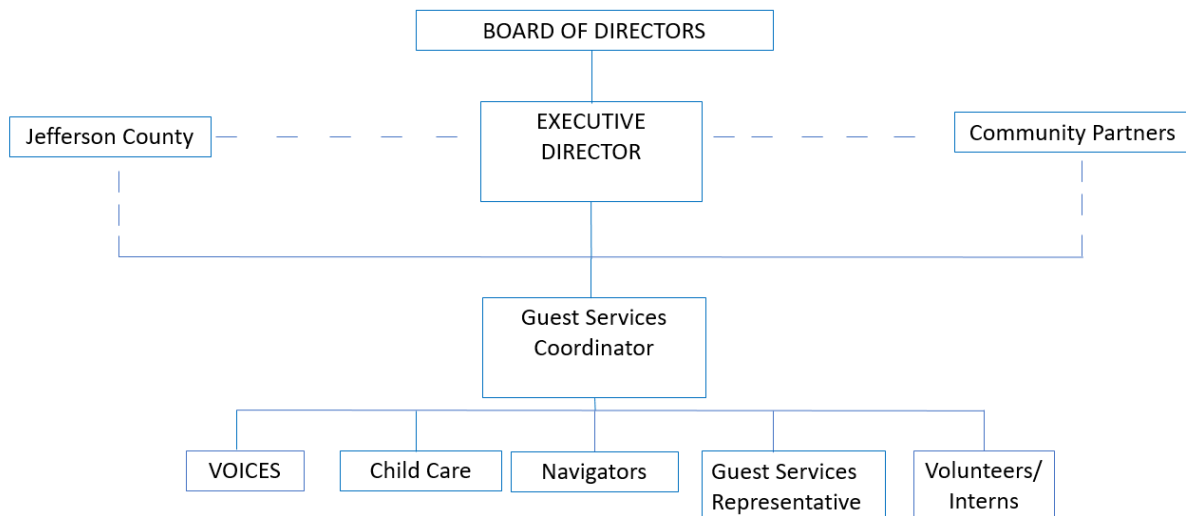 BOARD OF DIRECTORS
EXECUTIVE
DIRECTOR
Jefferson County
Community Partners
Guest Services
Coordinator
VOICES
Child Care
Navigators
Guest Services
Representative
Volunteers/
Interns